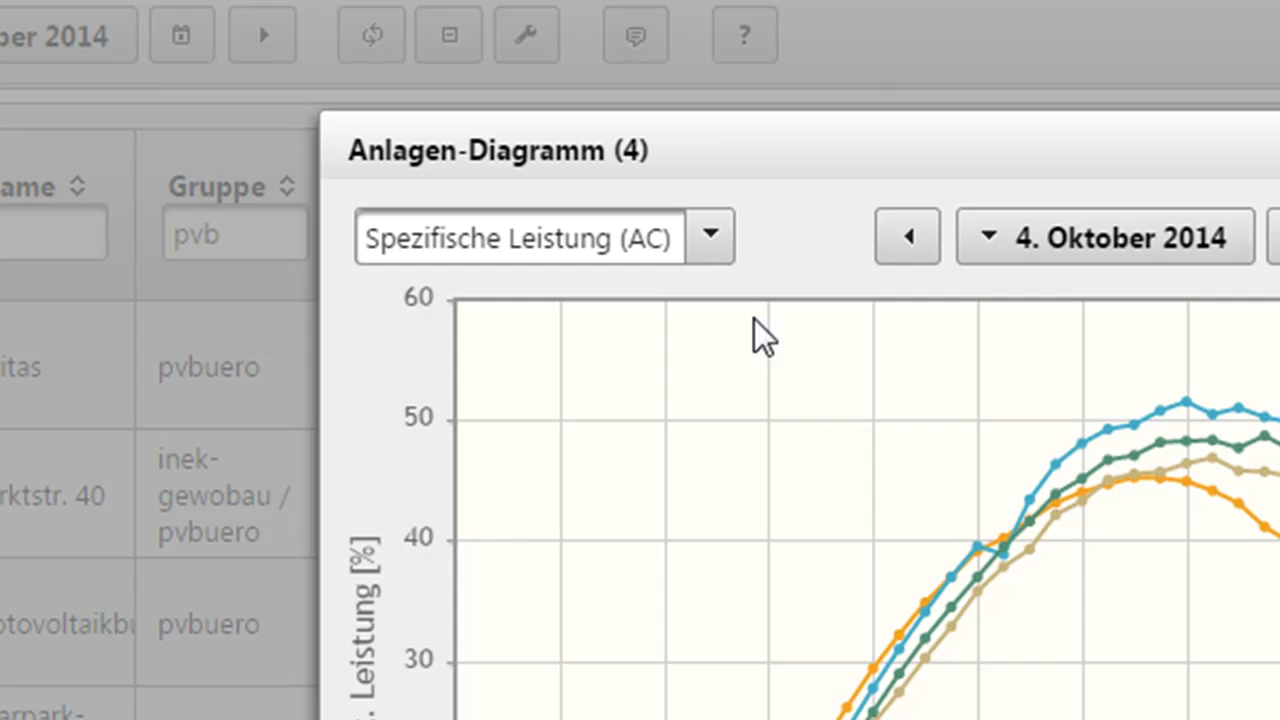 ber 2014
?
Anlagen-Diagramm (4)
ame
Gruppe
pvb
Spezifische Leistung (AC)
4. Oktober 2014
60
50
40
30
. Leistung [%]
itas
pvbuero
rktstr. 40
inek-
gewobau /
pvbuero
otovoltaikbu
pvbuero
arpark-